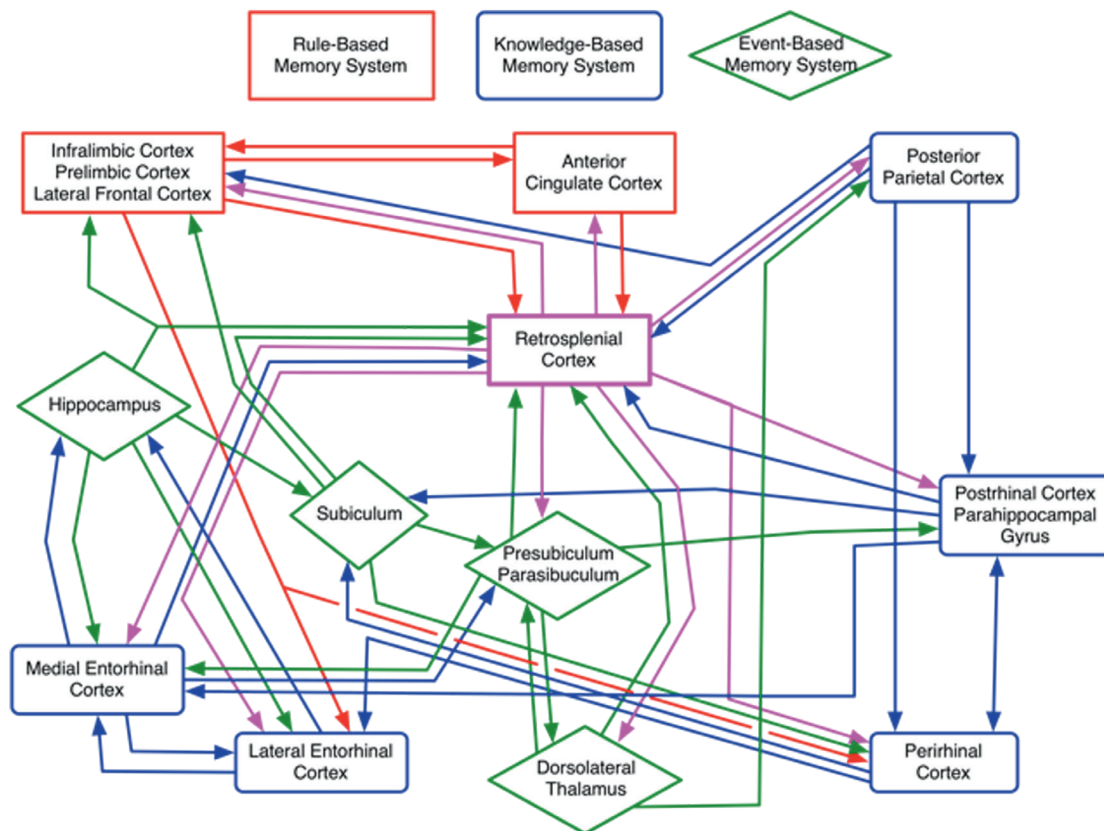 Rule-Based
Memory System
Knowledge-Based
Memory System
Event-Based
Memory System
Infralimbic Cortex
Prelimbic Cortex
Lateral Frontal Cortex
Anterior
Cingulate Cortex
Posterior
Parietal Cortex
Retrosplenial
Cortex
Hippocampus
Subiculum
Presubiculum
Parasibuculum
Postrhinal Cortex
Parahippocampal
Gyrus
Medial Entorhinal
Cortex
Lateral Entorhinal
Cortex
Dorsolateral
Thalamus
Perirhinal
Cortex